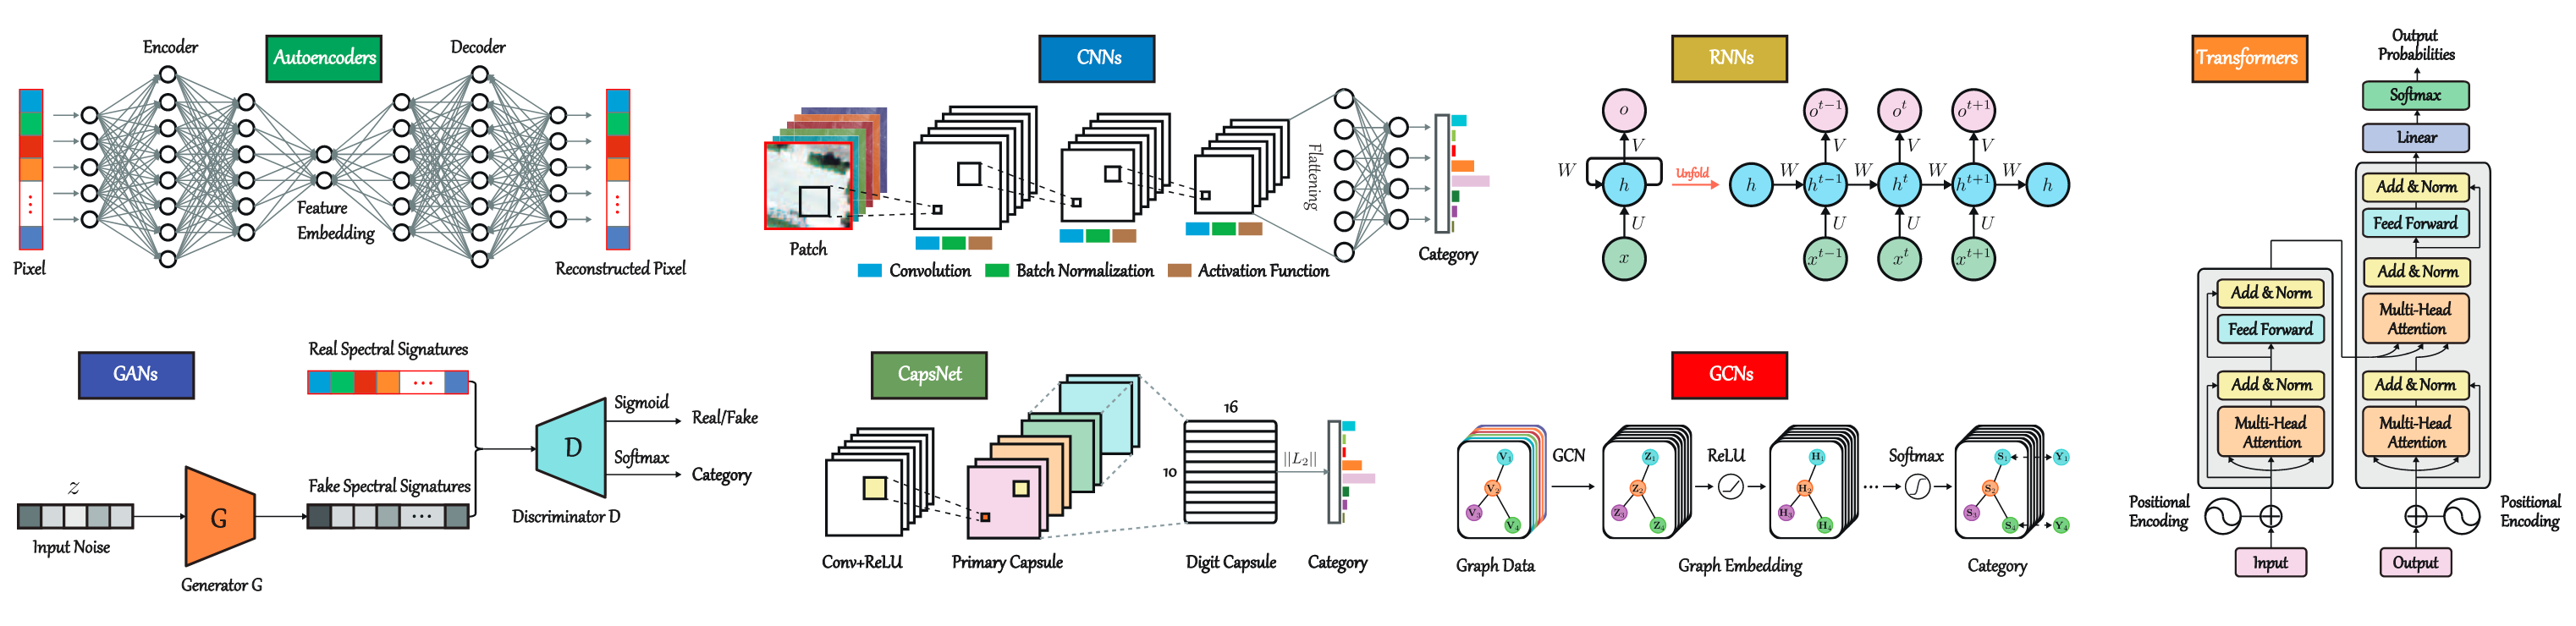 Autoencoders
Encoder
Decoder
Feature
Embedding
Pixel
Reconstructed Pixel
CNNs
Patch
Flattening
Category
Convolution
Batch Normalization
Activation Function
RNNs
o
V
W
h
U
x
Unfold
o^{t-1} o^t o^{t+1}
V V V
h W h^{t-1} W h^t W h^{t+1} W h
U U U
x^{t-1} x^t x^{t+1}
Transformers
Output
Probabilities
Softmax
Linear
Add & Norm
Feed Forward
Add & Norm
Multi-Head
Attention
Add & Norm
Multi-Head
Attention
Add & Norm
Feed Forward
Add & Norm
Multi-Head
Attention
Positional
Encoding
Positional
Encoding
Input
Output
GANs
Real Spectral Signatures
...
z
Input Noise
G
Generator G
Fake Spectral Signatures
...
D
Discriminator D
Sigmoid
Real/Fake
Softmax
Category
CapsNet
Conv+ReLU
Primary Capsule
16
10
Digit Capsule
||L_2||
Category
GCNs
V_1
V_2
V_3
V_4
Graph Data
GCN
Z_1
Z_2
Z_3
Z_4
ReLU
H_1
H_2
H_3
H_4
Graph Embedding
...
Softmax
S_1 Y_1
S_2
S_3
S_4 Y_4
Category